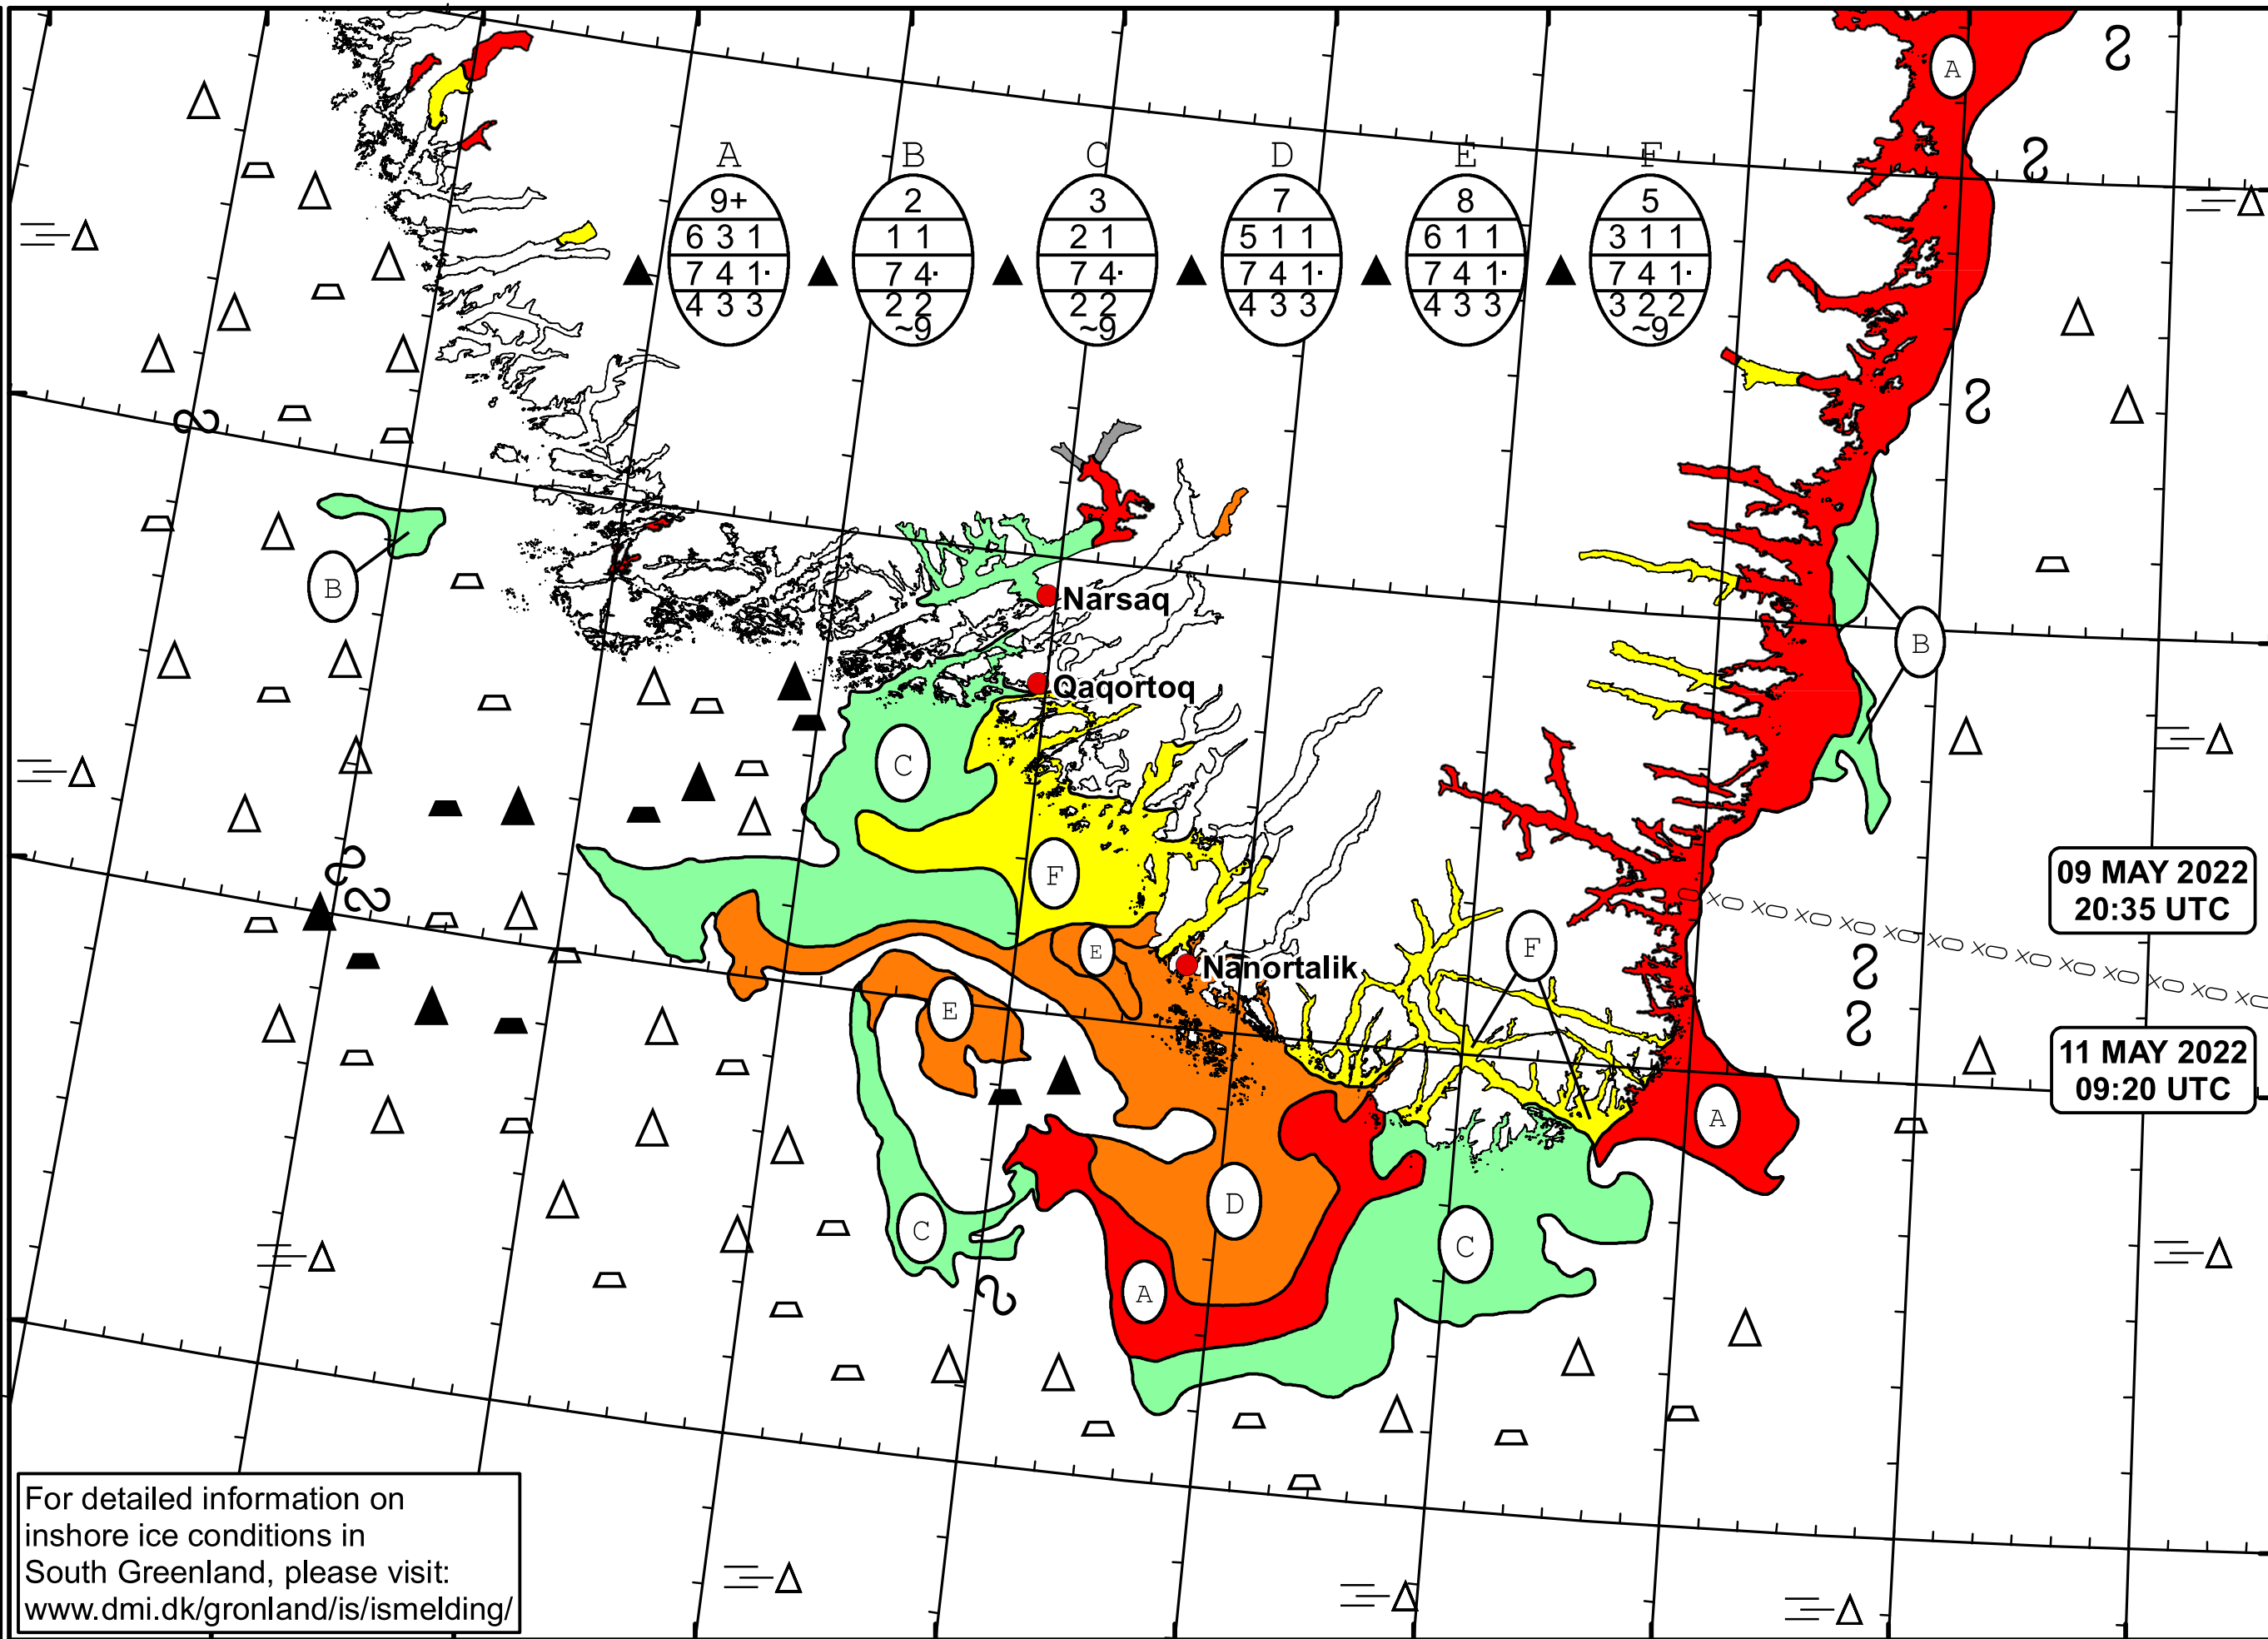 A B C D E F
9+ 2 3 7 8 5
6 3 1 1 1 2 1 5 1 1 6 1 1 3 1 1
7 4 1· 7 4· 7 4· 7 4 1· 7 4 1· 7 4 1·
4 3 3 2 2 2 2 4 3 3 4 3 3 3 2 2
~9 ~9 ~9
A
B
Narsaq
B
Qaqortoq
C
F
09 MAY 2022
20:35 UTC
E
F
Nanortalik
E
11 MAY 2022
09:20 UTC
A
D
C
C
A
For detailed information on
inshore ice conditions in
South Greenland, please visit:
www.dmi.dk/gronland/is/ismelding/